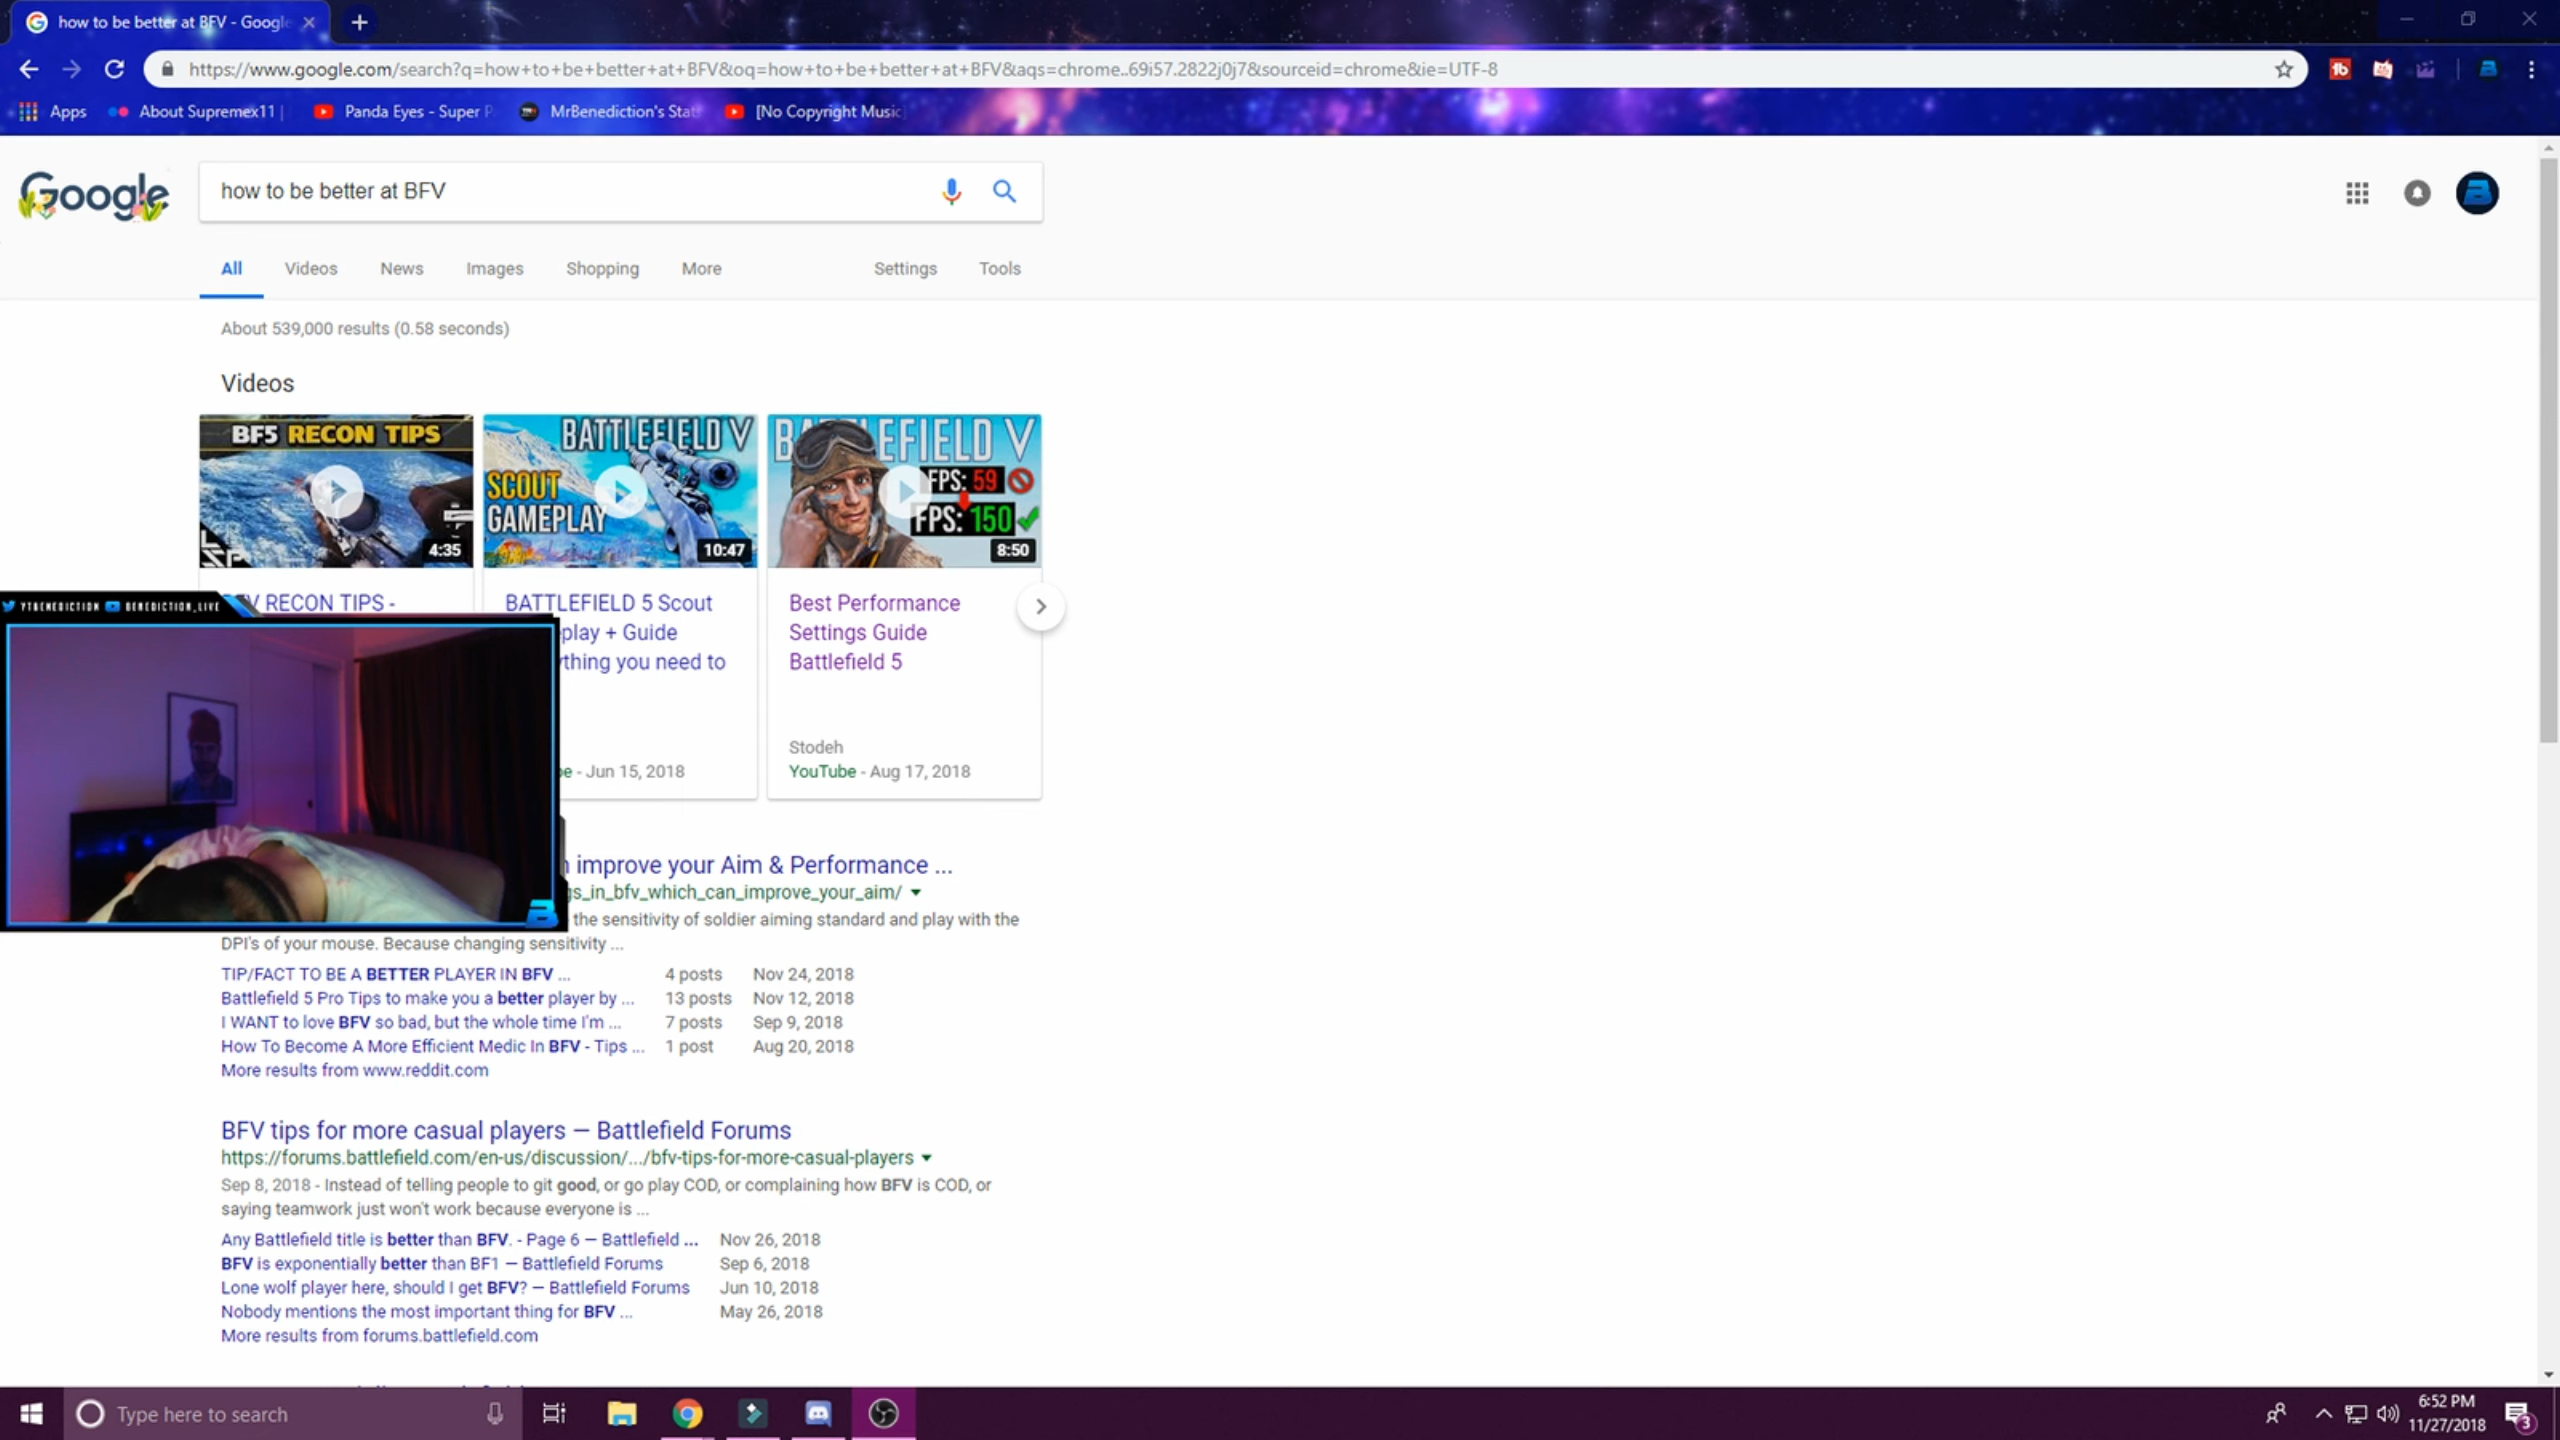 how to be better at BFV - Google
https://www.google.com/search?q=how+to+be+better+at+BFV&oq=how+to+be+better+at+BFV&aqs=chrome..69i57.2822j0j7&sourceid=chrome&ie=UTF-8
Apps About Supremex11 | Panda Eyes - Super P MrBenediction's Stat [No Copyright Music
Google how to be better at BFV
All Videos News Images Shopping More Settings Tools
About 539,000 results (0.58 seconds)
Videos
BF5 RECON TIPS
4:35
BATTLEFIELD V
SCOUT
GAMEPLAY
10:47
BATTLEFIELD V
FPS: 59
FPS: 150
8:50
V RECON TIPS -
BATTLEFIELD 5 Scout
play + Guide
thing you need to
- Jun 15, 2018
Best Performance
Settings Guide
Battlefield 5
Stodeh
YouTube - Aug 17, 2018
YTBENEDICTION BENEDICTION_LIVE
improve your Aim & Performance ...
gs_in_bfv_which_can_improve_your_aim/
the sensitivity of soldier aiming standard and play with the
DPI's of your mouse. Because changing sensitivity ...
TIP/FACT TO BE A BETTER PLAYER IN BFV ... 4 posts Nov 24, 2018
Battlefield 5 Pro Tips to make you a better player by ... 13 posts Nov 12, 2018
I WANT to love BFV so bad, but the whole time I'm ... 7 posts Sep 9, 2018
How To Become A More Efficient Medic In BFV - Tips ... 1 post Aug 20, 2018
More results from www.reddit.com
BFV tips for more casual players — Battlefield Forums
https://forums.battlefield.com/en-us/discussion/.../bfv-tips-for-more-casual-players
Sep 8, 2018 - Instead of telling people to git good, or go play COD, or complaining how BFV is COD, or
saying teamwork just won't work because everyone is ...
Any Battlefield title is better than BFV. - Page 6 — Battlefield ... Nov 26, 2018
BFV is exponentially better than BF1 — Battlefield Forums Sep 6, 2018
Lone wolf player here, should I get BFV? — Battlefield Forums Jun 10, 2018
Nobody mentions the most important thing for BFV ... May 26, 2018
More results from forums.battlefield.com
Type here to search
6:52 PM
11/27/2018
3